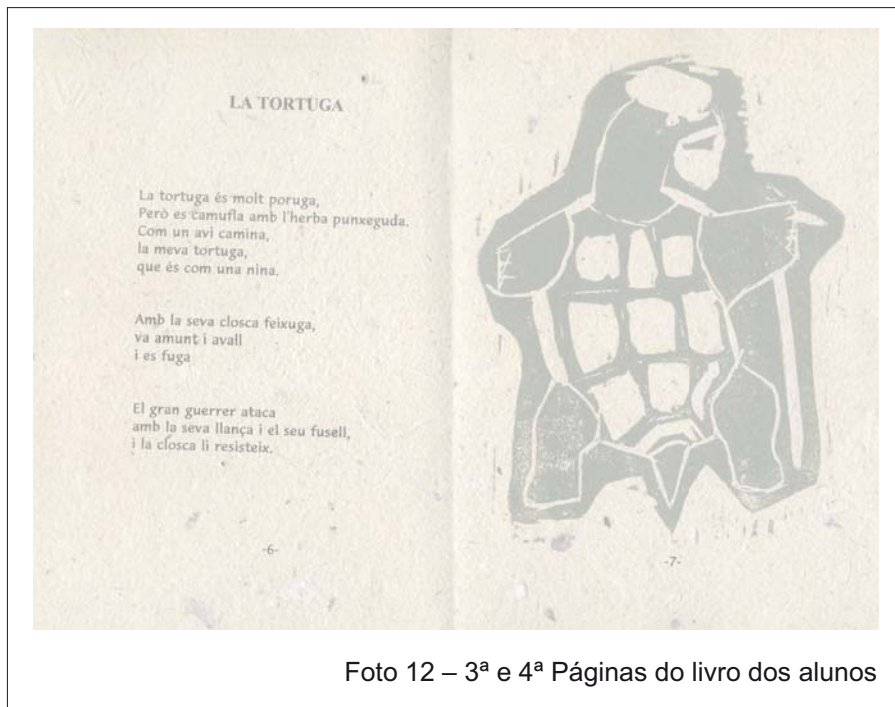 LA TORTUGA
La tortuga és molt poruga,
Però es camufla amb l'herba punxeguda.
Com un avi camina,
la meva tortuga,
que és com una nina.
Amb la seva closca feixuga,
va amunt i avall
i es fuga
El gran guerrer ataca
amb la seva llança i el seu fusell,
i la closca li resisteix.
-6-
-7-
Foto 12 – 3ª e 4ª Páginas do livro dos alunos